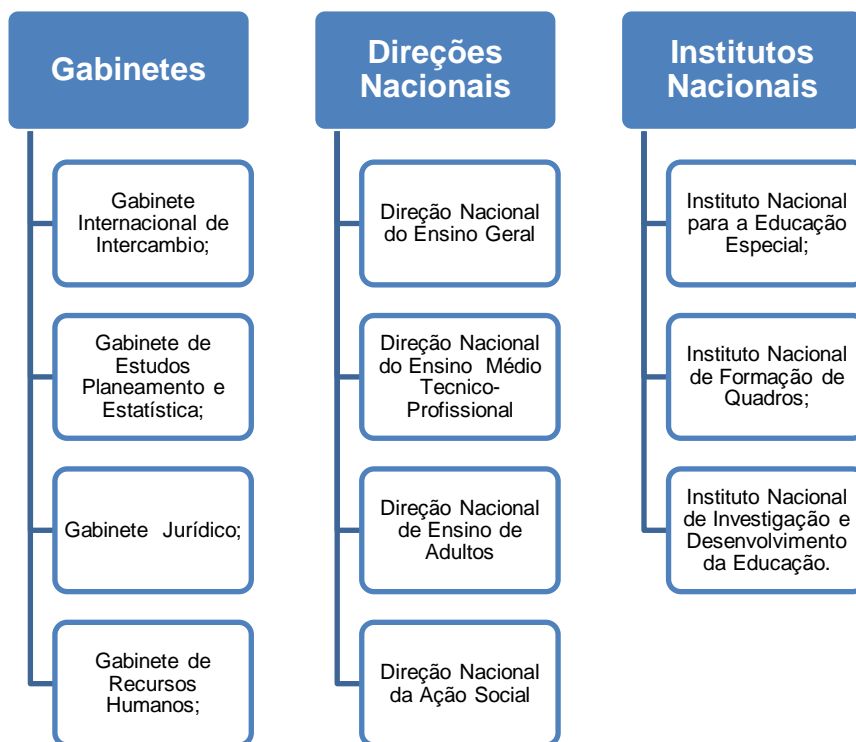 Gabinetes
Gabinete
Internacional de
Intercambio;
Gabinete de
Estudos
Planeamento e
Estatística;
Gabinete Jurídico;
Gabinete de
Recursos
Humanos;
Direções
Nacionais
Direção Nacional
do Ensino Geral
Direção Nacional
do Ensino Médio
Tecnico-
Profissional
Direção Nacional
de Ensino de
Adultos
Direção Nacional
da Ação Social
Institutos
Nacionais
Instituto Nacional
para a Educação
Especial;
Instituto Nacional
de Formação de
Quadros;
Instituto Nacional
de Investigação e
Desenvolvimento
da Educação.